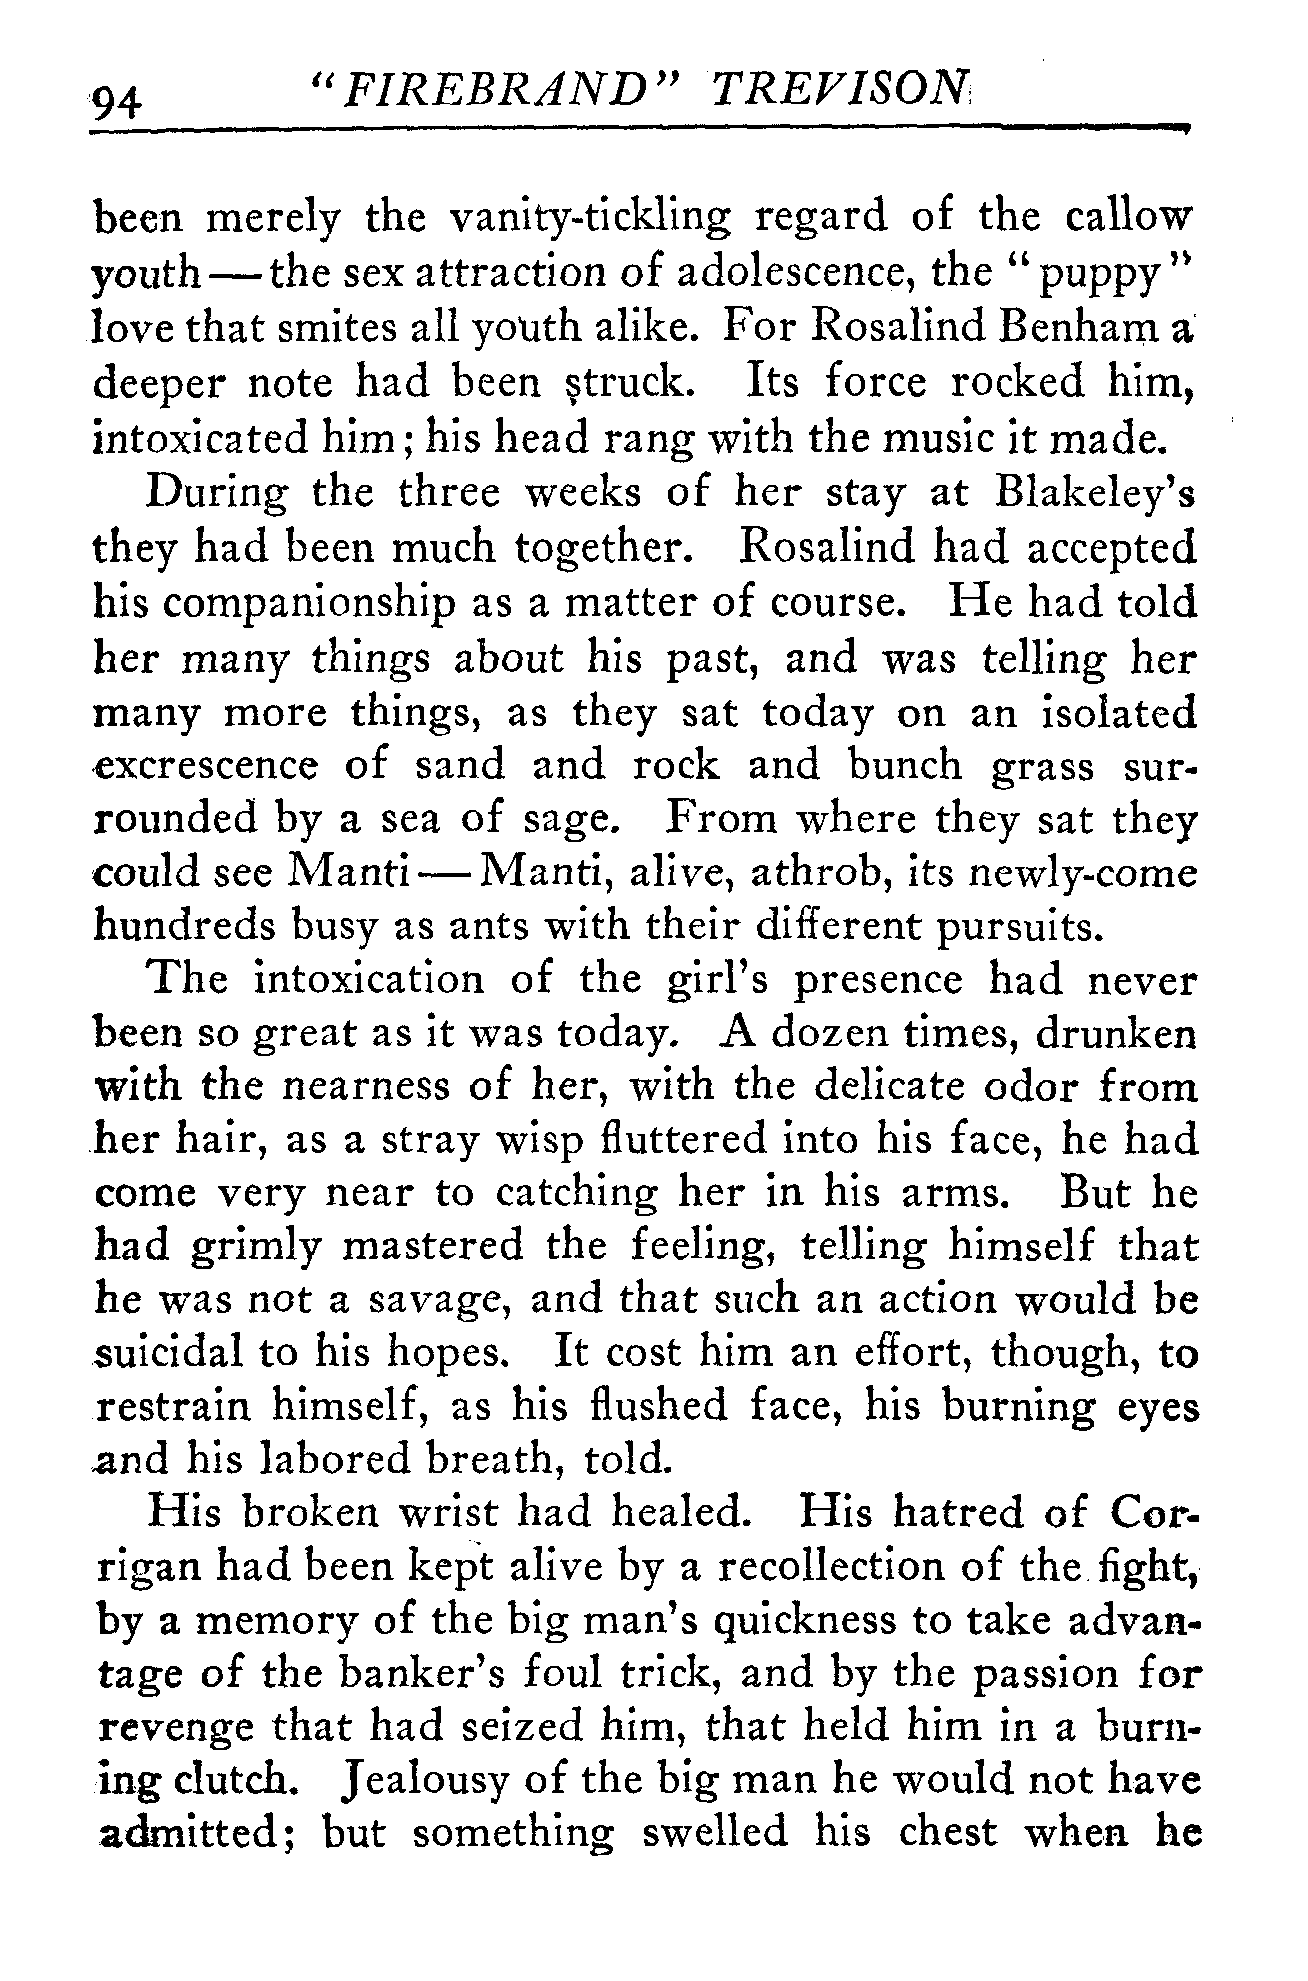 94 "FIREBRAND" TREVISON
been merely the vanity-tickling regard of the callow
youth—the sex attraction of adolescence, the "puppy"
love that smites all youth alike. For Rosalind Benham a
deeper note had been struck. Its force rocked him,
intoxicated him; his head rang with the music it made.
During the three weeks of her stay at Blakeley's
they had been much together. Rosalind had accepted
his companionship as a matter of course. He had told
her many things about his past, and was telling her
many more things, as they sat today on an isolated
excrescence of sand and rock and bunch grass sur-
rounded by a sea of sage. From where they sat they
could see Manti—Manti, alive, athrob, its newly-come
hundreds busy as ants with their different pursuits.
The intoxication of the girl's presence had never
been so great as it was today. A dozen times, drunken
with the nearness of her, with the delicate odor from
her hair, as a stray wisp fluttered into his face, he had
come very near to catching her in his arms. But he
had grimly mastered the feeling, telling himself that
he was not a savage, and that such an action would be
suicidal to his hopes. It cost him an effort, though, to
restrain himself, as his flushed face, his burning eyes
and his labored breath, told.
His broken wrist had healed. His hatred of Cor-
rigan had been kept alive by a recollection of the fight,
by a memory of the big man's quickness to take advan-
tage of the banker's foul trick, and by the passion for
revenge that had seized him, that held him in a burn-
ing clutch. Jealousy of the big man he would not have
admitted; but something swelled his chest when he